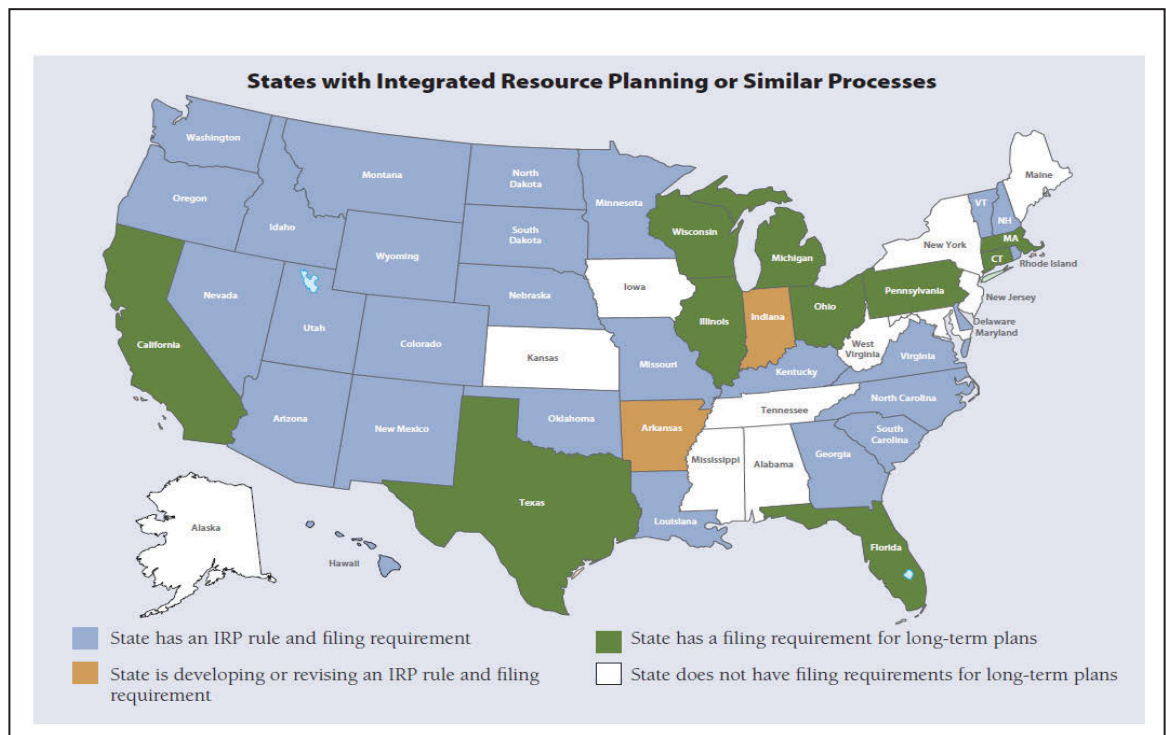 States with Integrated Resource Planning or Similar Processes
Washington
Oregon
Idaho
Montana
Wyoming
North
Dakota
South
Dakota
Nebraska
Minnesota
Iowa
Wisconsin
Michigan
Illinois
Indiana
Ohio
Pennsylvania
New York
VT
NH
Maine
MA
CT
Rhode Island
New Jersey
Delaware
Maryland
West
Virginia
Virginia
Kentucky
Nevada
Utah
Colorado
Kansas
Missouri
California
Arizona
New Mexico
Oklahoma
Arkansas
Tennessee
North Carolina
South
Carolina
Mississippi
Alabama
Georgia
Texas
Louisiana
Florida
Alaska
Hawaii
State has an IRP rule and filing requirement
State is developing or revising an IRP rule and filing
requirement
State has a filing requirement for long-term plans
State does not have filing requirements for long-term plans